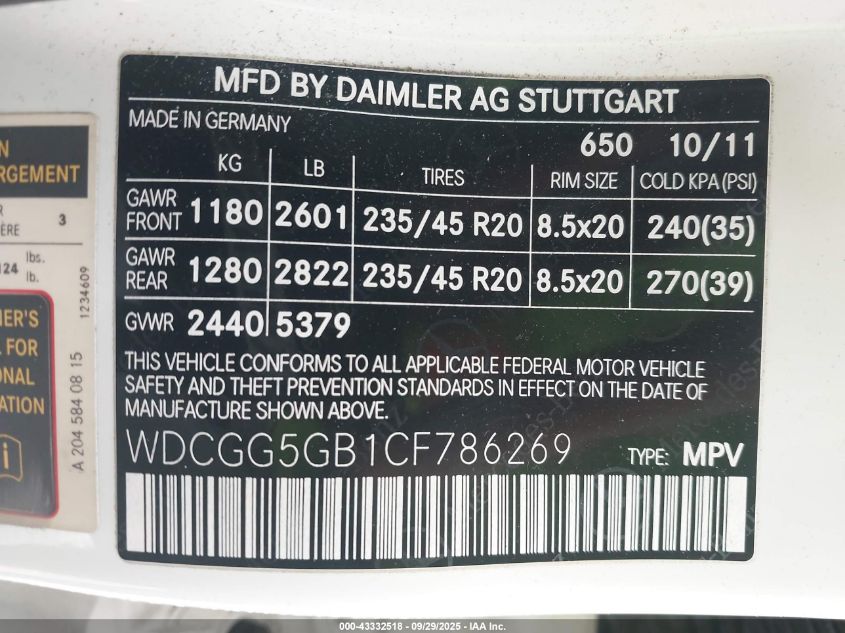 MFD BY DAIMLER AG STUTTGART
MADE IN GERMANY
650 10/11
KG LB TIRES RIM SIZE COLD KPA (PSI)
GAWR FRONT 1180 2601 235/45 R20 8.5x20 240(35)
GAWR REAR 1280 2822 235/45 R20 8.5x20 270(39)
GVWR 2440 5379
THIS VEHICLE CONFORMS TO ALL APPLICABLE FEDERAL MOTOR VEHICLE
SAFETY AND THEFT PREVENTION STANDARDS IN EFFECT ON THE DATE OF
MANUFACTURE SHOWN ABOVE.
WDCGG5GB1CF786269 TYPE: MPV
3
lbs.
lb.
1234609
A 204 584 08 15
FOR
000-43332518 - 09/29/2025 - IAA Inc.